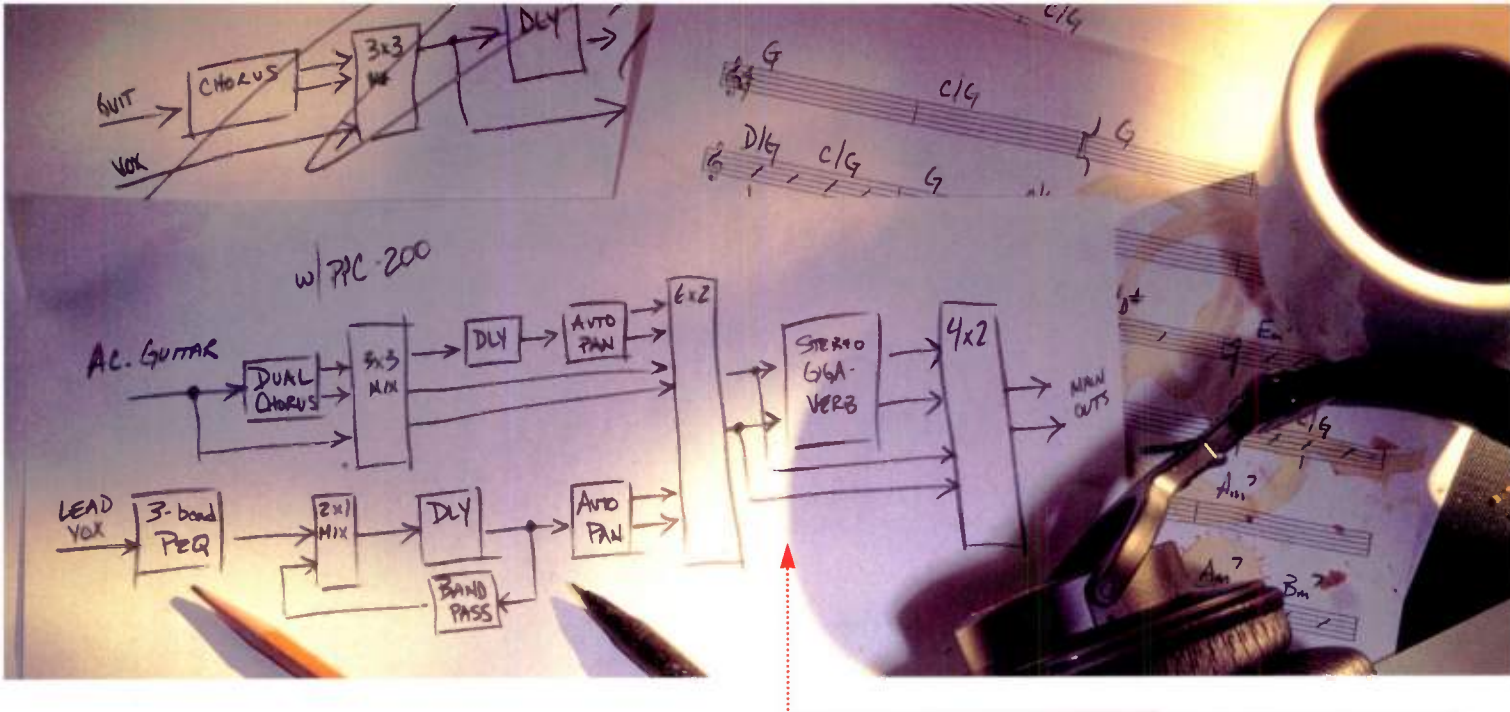 GUIT
CHORUS
3x3
DLY
VOX
C/G
G
C/G
G
D/G
C/G
G
w/ PPC-200
AC. GUITAR
DUAL
CHORUS
3x3
MIX
DLY
AUTO
PAN
6x2
STEREO
GIGA-
VERB
4x2
MAIN
OUTS
LEAD
VOX
3-band
PEQ
2x1
MIX
DLY
AUTO
PAN
BAND
PASS
Em
C/G
Am7
Am7
Bm7